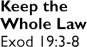 Keep the
Whole Law
Exod 19:3-8